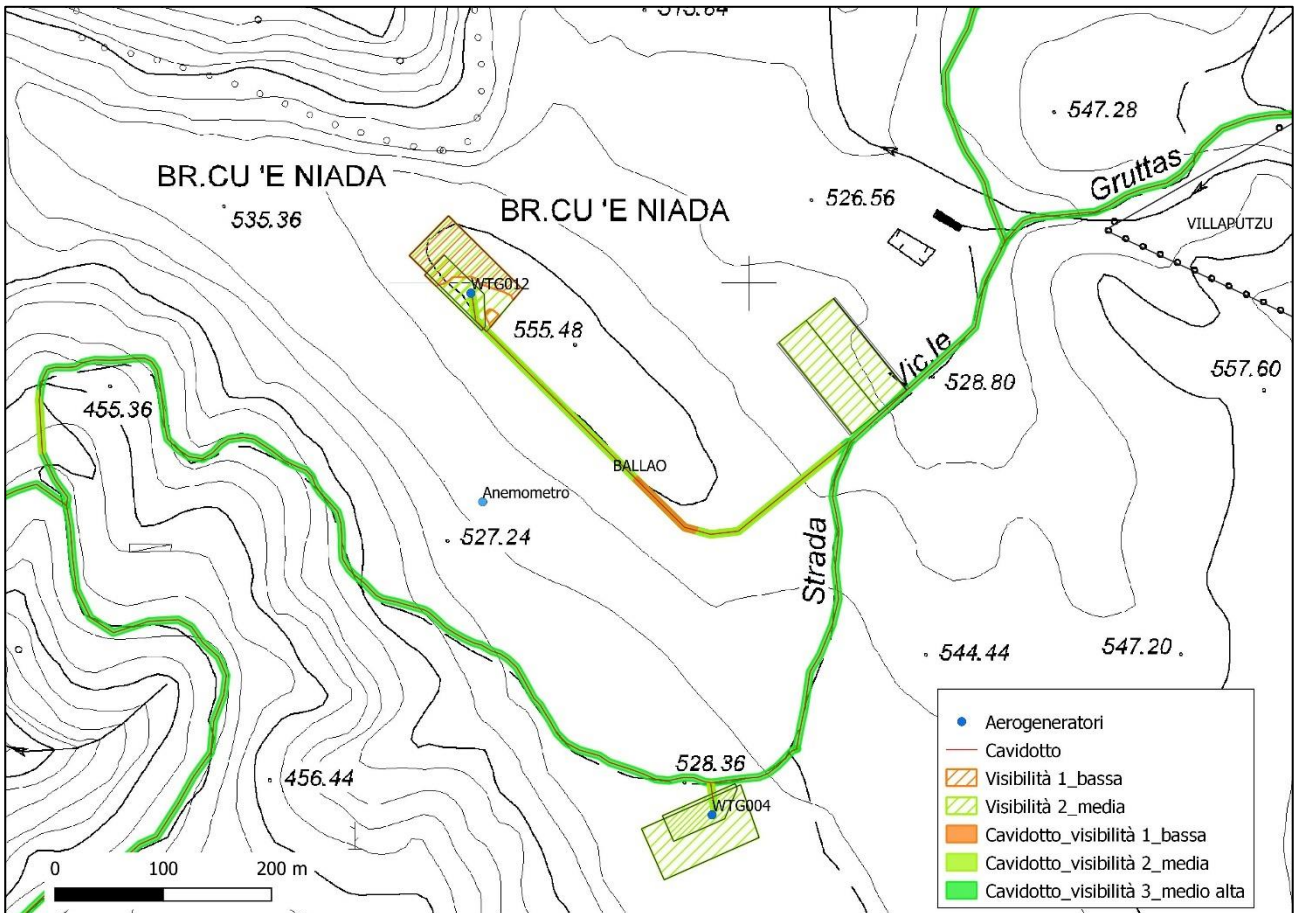 547.28
Gruttas
BR.CU 'E NIADA
BR.CU 'E NIADA
526.56
535.36
VILLAPUTZU
WTG012
555.48
Vic.le
528.80
557.60
455.36
BALLAO
Anemometro
527.24
Strada
544.44
547.20
528.36
456.44
WTG004
Aerogeneratori
Cavidotto
Visibilità 1_bassa
Visibilità 2_media
Cavidotto_visibilità 1_bassa
Cavidotto_visibilità 2_media
Cavidotto_visibilità 3_medio alta
0 100 200 m